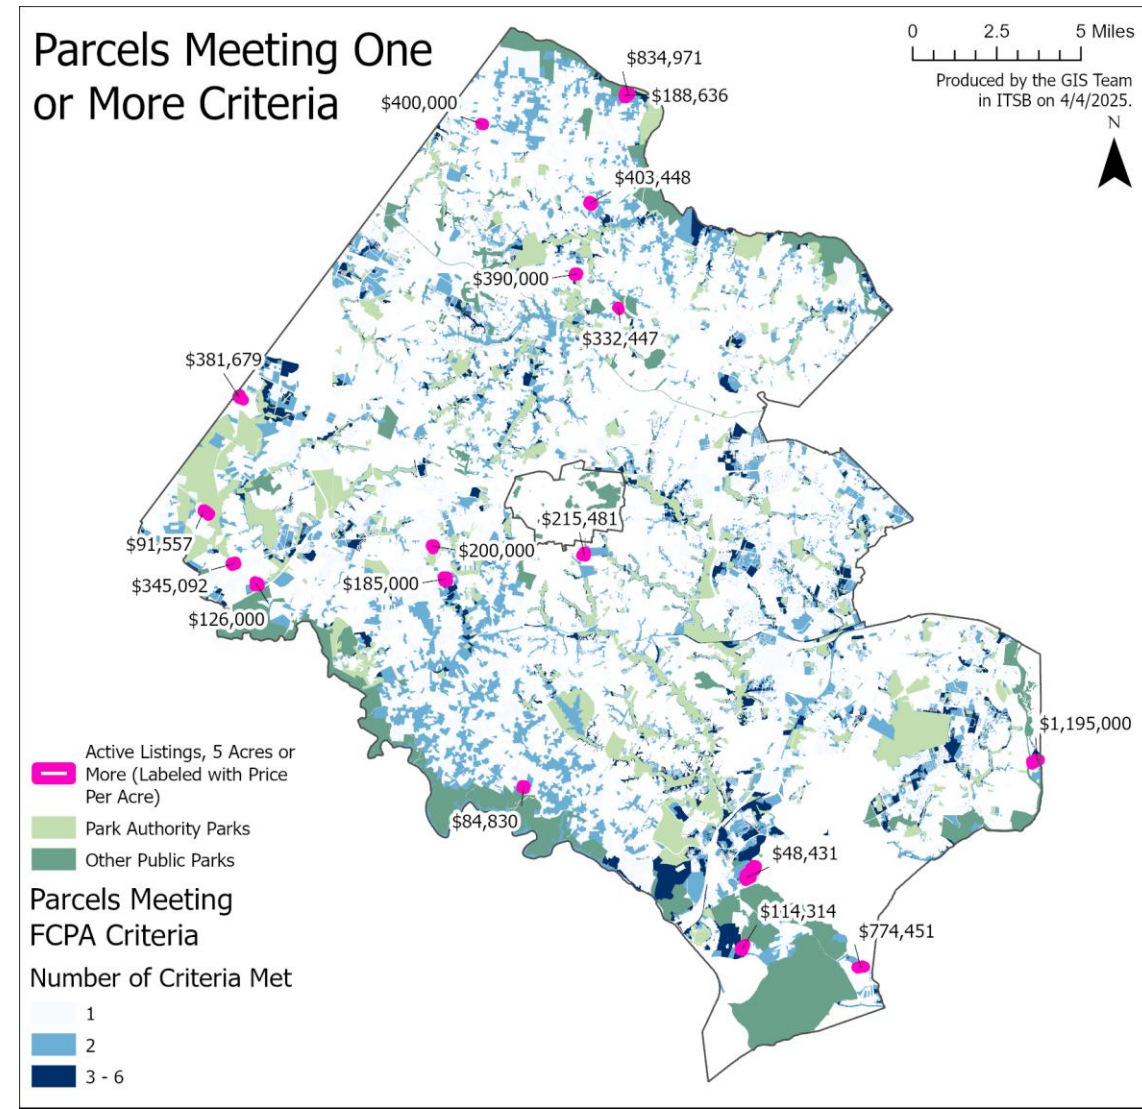 Parcels Meeting One
or More Criteria
0 2.5 5 Miles
Produced by the GIS Team
in ITSB on 4/4/2025.
N
$834,971
$188,636
$400,000
$403,448
$390,000
$332,447
$381,679
$215,481
$91,557
$200,000
$345,092
$185,000
$126,000
$1,195,000
$84,830
$48,431
$114,314
$774,451
Active Listings, 5 Acres or
More (Labeled with Price
Per Acre)
Park Authority Parks
Other Public Parks
Parcels Meeting
FCPA Criteria
Number of Criteria Met
1
2
3 - 6